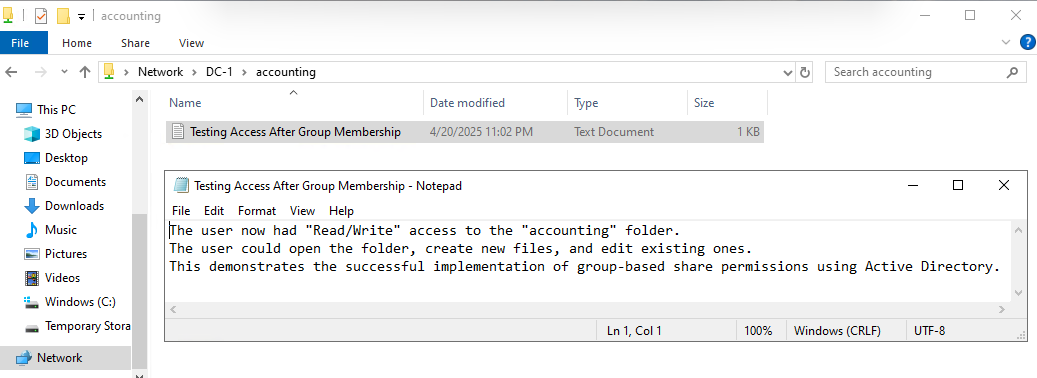 accounting
File Home Share View
Network DC-1 accounting
Search accounting
This PC
3D Objects
Desktop
Documents
Downloads
Music
Pictures
Videos
Windows (C:)
Temporary Stora
Network
Name Date modified Type Size
Testing Access After Group Membership 4/20/2025 11:02 PM Text Document 1 KB
Testing Access After Group Membership - Notepad
File Edit Format View Help
The user now had "Read/Write" access to the "accounting" folder.
The user could open the folder, create new files, and edit existing ones.
This demonstrates the successful implementation of group-based share permissions using Active Directory.
Ln 1, Col 1 100% Windows (CRLF) UTF-8